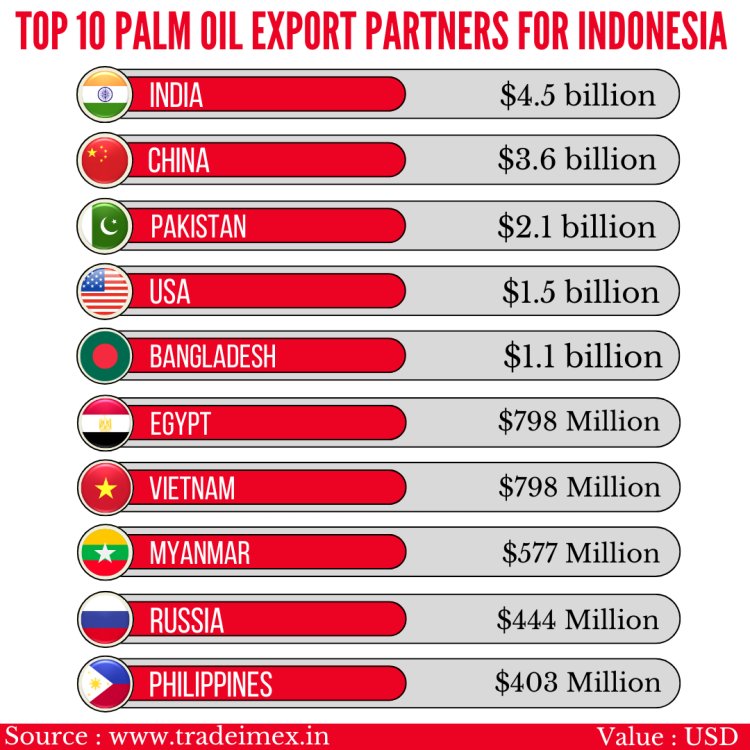 TOP 10 PALM OIL EXPORT PARTNERS FOR INDONESIA
INDIA $4.5 billion
CHINA $3.6 billion
PAKISTAN $2.1 billion
USA $1.5 billion
BANGLADESH $1.1 billion
EGYPT $798 Million
VIETNAM $798 Million
MYANMAR $577 Million
RUSSIA $444 Million
PHILIPPINES $403 Million
Source : www.tradeimex.in Value : USD